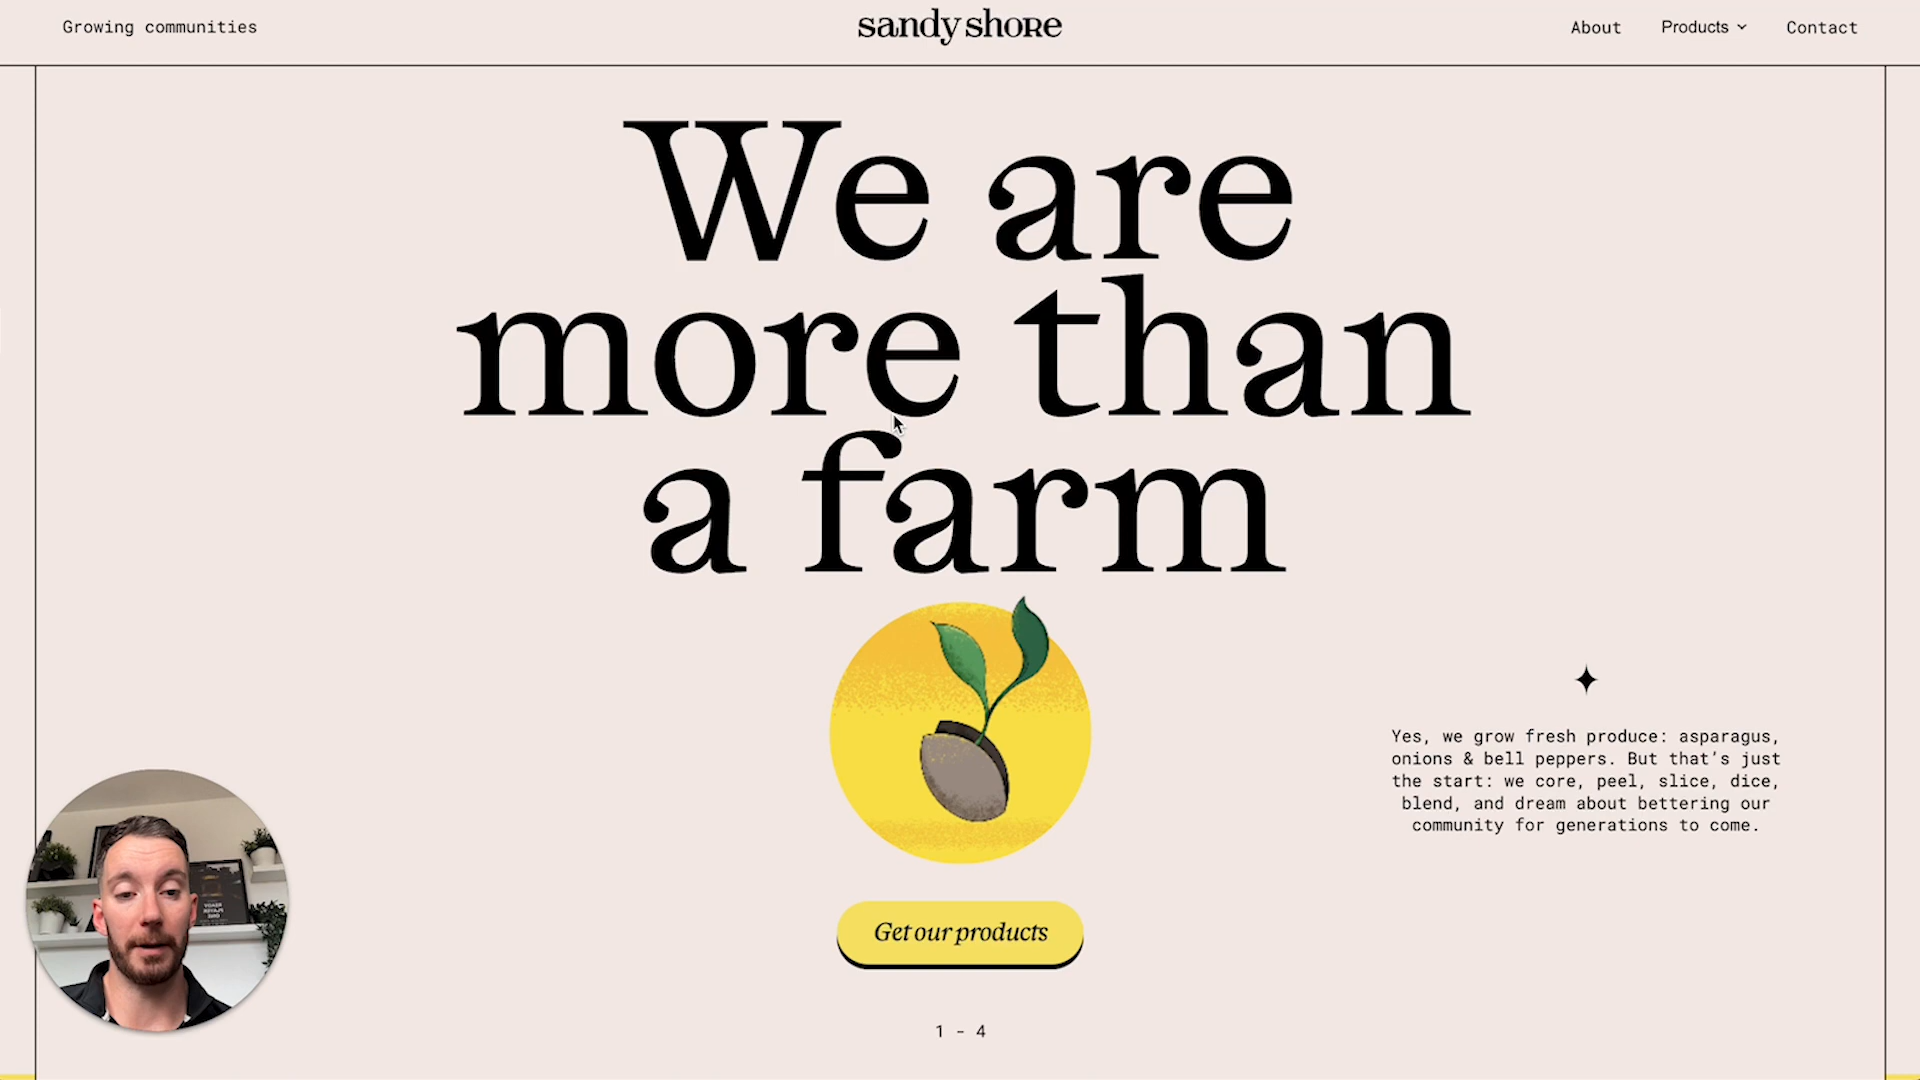 Growing communities
sandy shore
About
Products
Contact
We are
more than
a farm
Yes, we grow fresh produce: asparagus,
onions & bell peppers. But that's just
the start: we core, peel, slice, dice,
blend, and dream about bettering our
community for generations to come.
Get our products
1 - 4